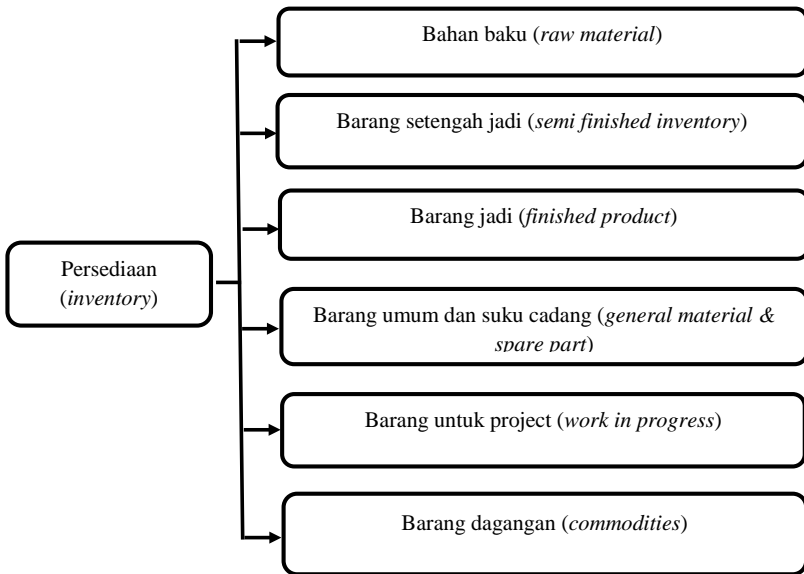 Bahan baku (raw material)
Barang setengah jadi (semi finished inventory)
Barang jadi (finished product)
Persediaan
(inventory)
Barang umum dan suku cadang (general material &
spare part)
Barang untuk project (work in progress)
Barang dagangan (commodities)